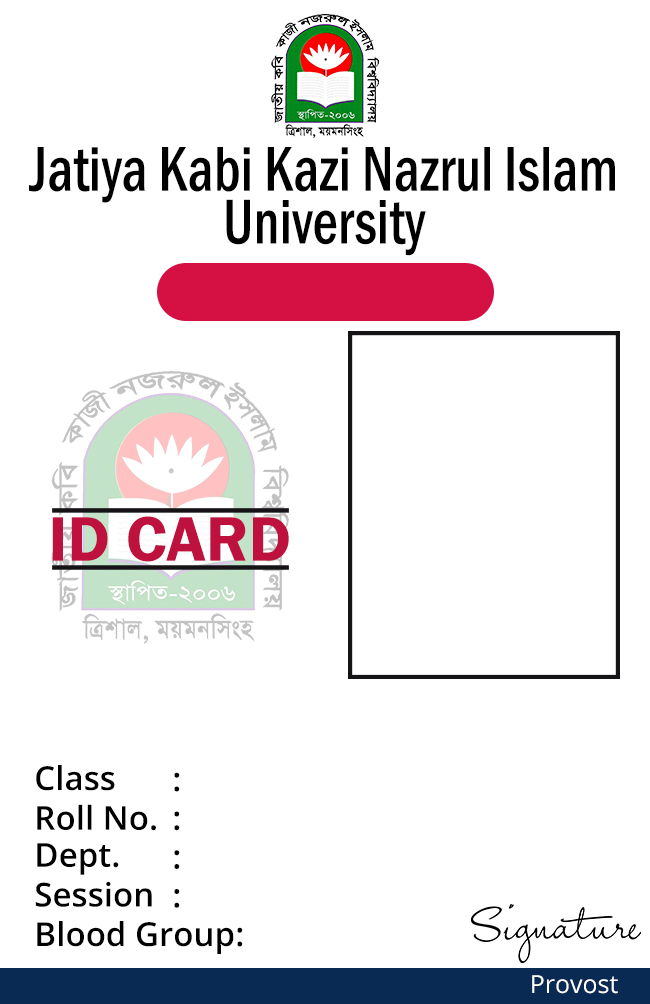 জাতীয় কবি কাজী নজরুল ইসলাম বিশ্ববিদ্যালয়
স্থাপিত-২০০৬
ত্রিশাল, ময়মনসিংহ
Jatiya Kabi Kazi Nazrul Islam
University
জাতীয় কবি কাজী নজরুল ইসলাম বিশ্ববিদ্যালয়
ID CARD
স্থাপিত-২০০৬
ত্রিশাল, ময়মনসিংহ
Class :
Roll No. :
Dept. :
Session :
Blood Group:
Signature
Provost